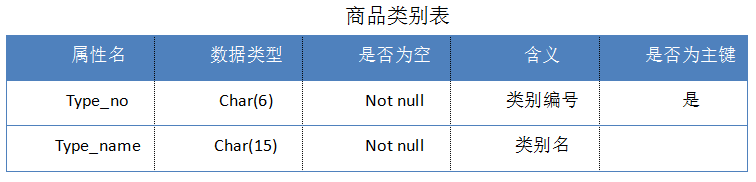 商品类别表
属性名 数据类型 是否为空 含义 是否为主键
Type_no Char(6) Not null 类别编号 是
Type_name Char(15) Not null 类别名